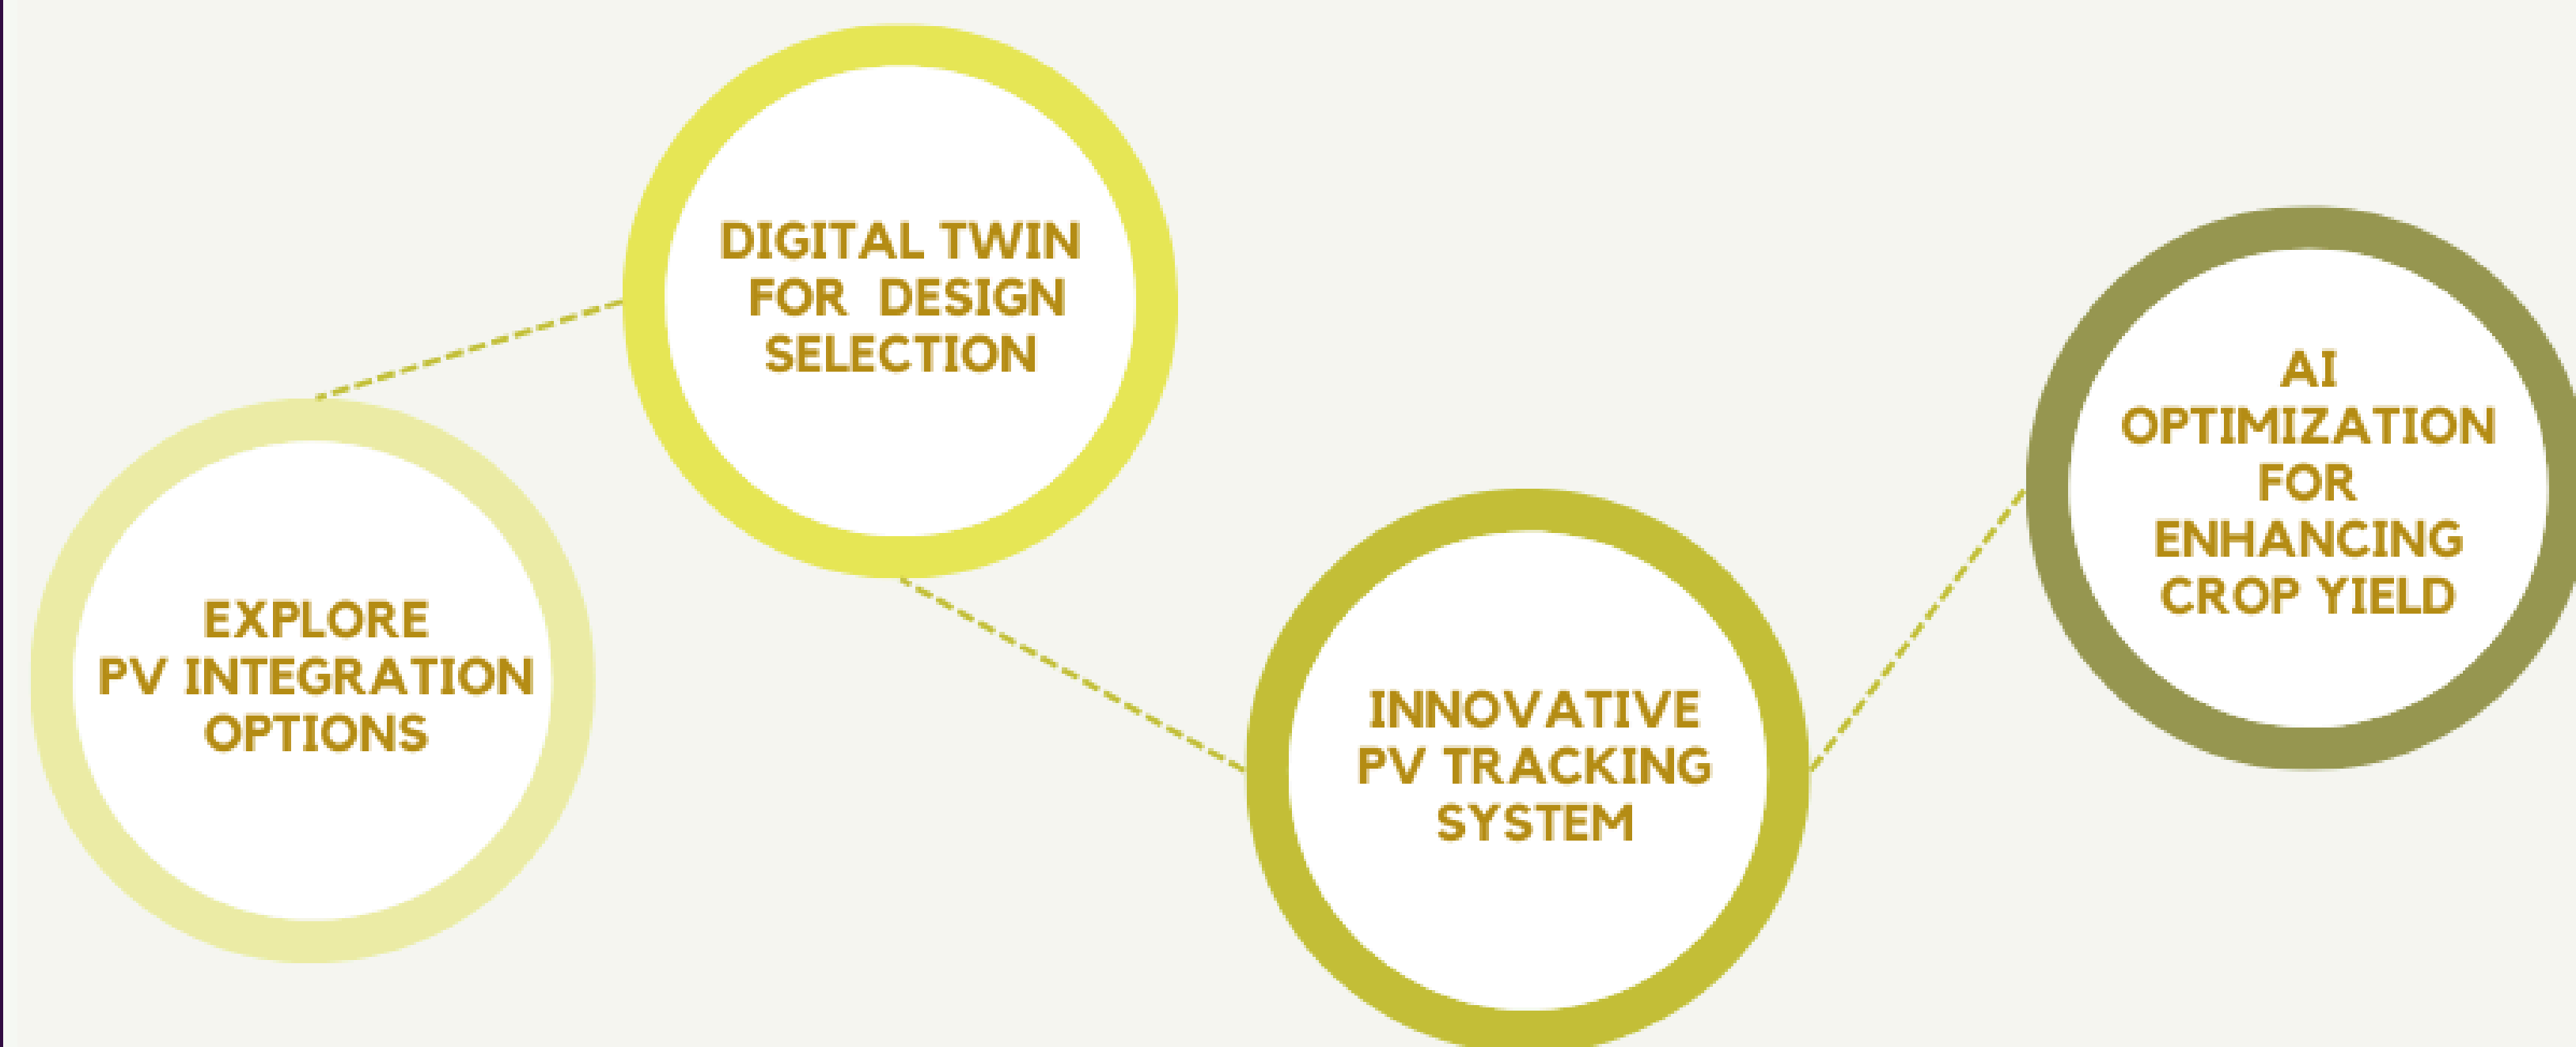 EXPLORE
PV INTEGRATION
OPTIONS
DIGITAL TWIN
FOR DESIGN
SELECTION
INNOVATIVE
PV TRACKING
SYSTEM
AI
OPTIMIZATION
FOR
ENHANCING
CROP YIELD